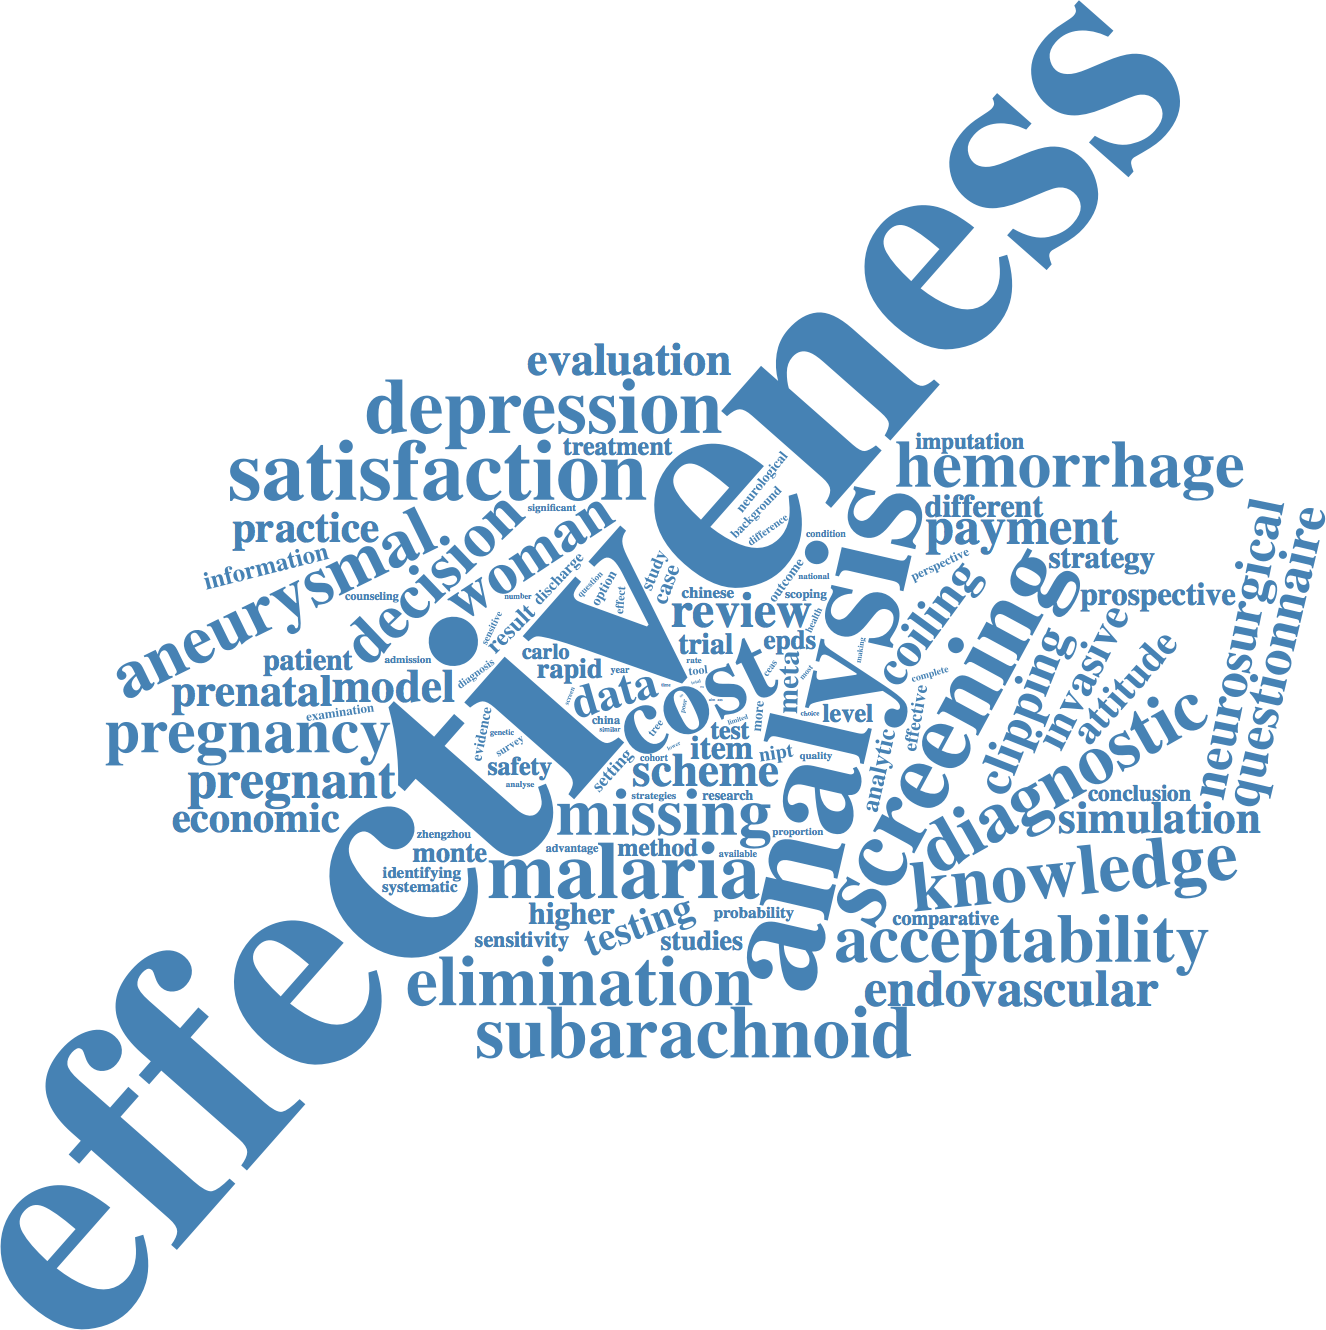 effectiveness
evaluation
depression
treatment
satisfaction
significant
practice
information
aneurysmal
counseling
decision
woman
number
sensitive
result
discharge
question
option
effect
study
case
neurological
background
difference
condition
national
outcome
scoping
health
chinese
review
trial
epds
imputation
hemorrhage
different
payment
perspective
strategy
prospective
neurosurgical
questionnaire
analysis
coiling
screening
clipping
invasive
attitude
complete
effective
analytic
making
patient
admission
prenatal
model
diagnosis
examination
pregnancy
pregnant
economic
evidence
genetic
survey
safety
analyse
carlo
rapid
year
screen
data
china
similar
cost
rate
tool
time
ceas
meta
most
more
choice
level
limited
test
tree
lower
item
nipt
quality
cohort
setting
scheme
strategies
research
missing
proportion
diagnostic
conclusion
simulation
knowledge
comparative
acceptability
endovascular
zhengzhou
monte
identifying
systematic
advantage
method
available
malaria
higher
testing
probability
sensitivity
studies
elimination
subarachnoid